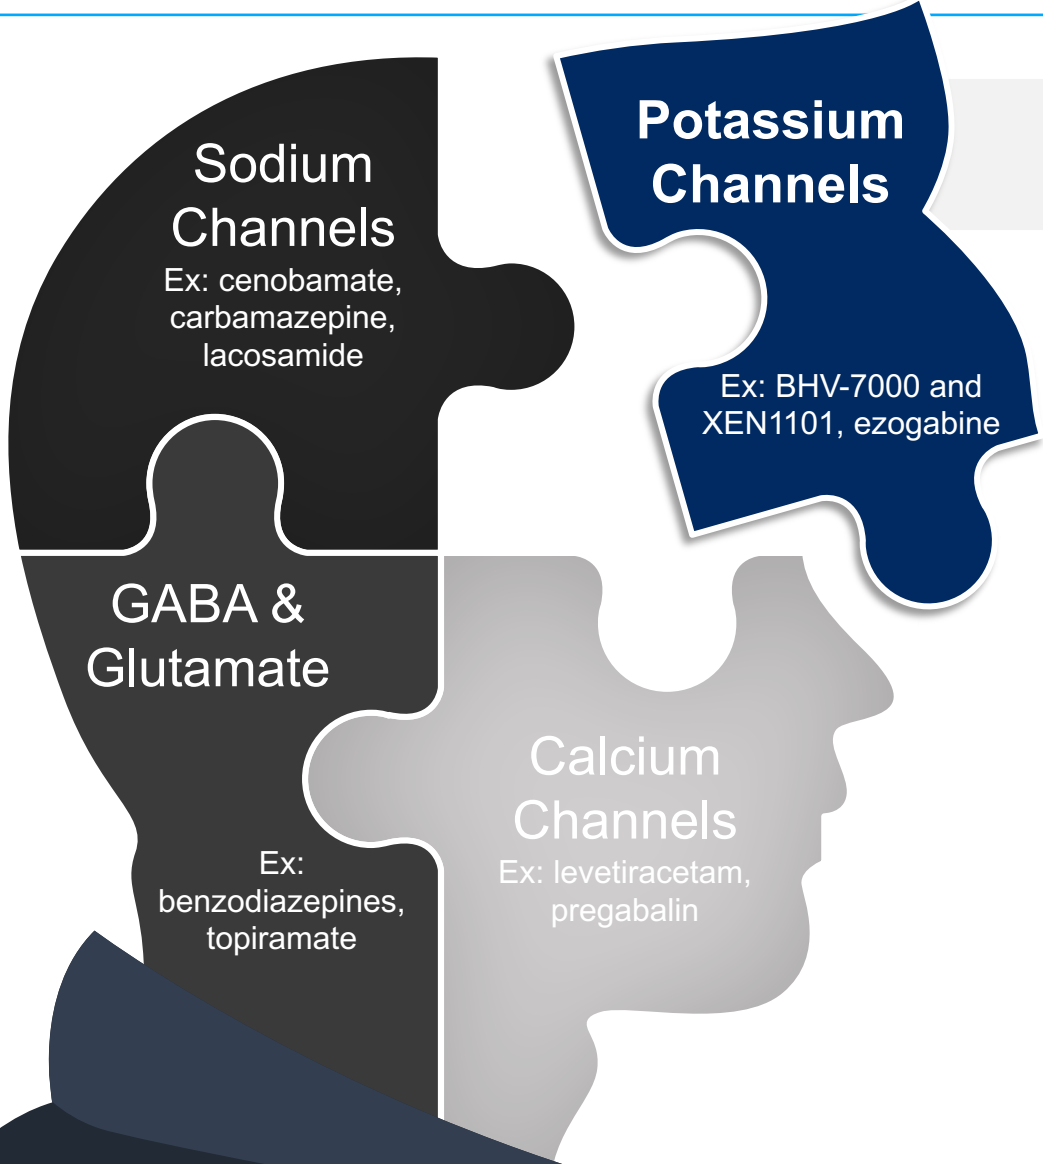 Sodium
Channels
Ex: cenobamate,
carbamazepine,
lacosamide
Potassium
Channels
Ex: BHV-7000 and
XEN1101, ezogabine
GABA &
Glutamate
Ex:
benzodiazepines,
topiramate
Calcium
Channels
Ex: levetiracetam,
pregabalin